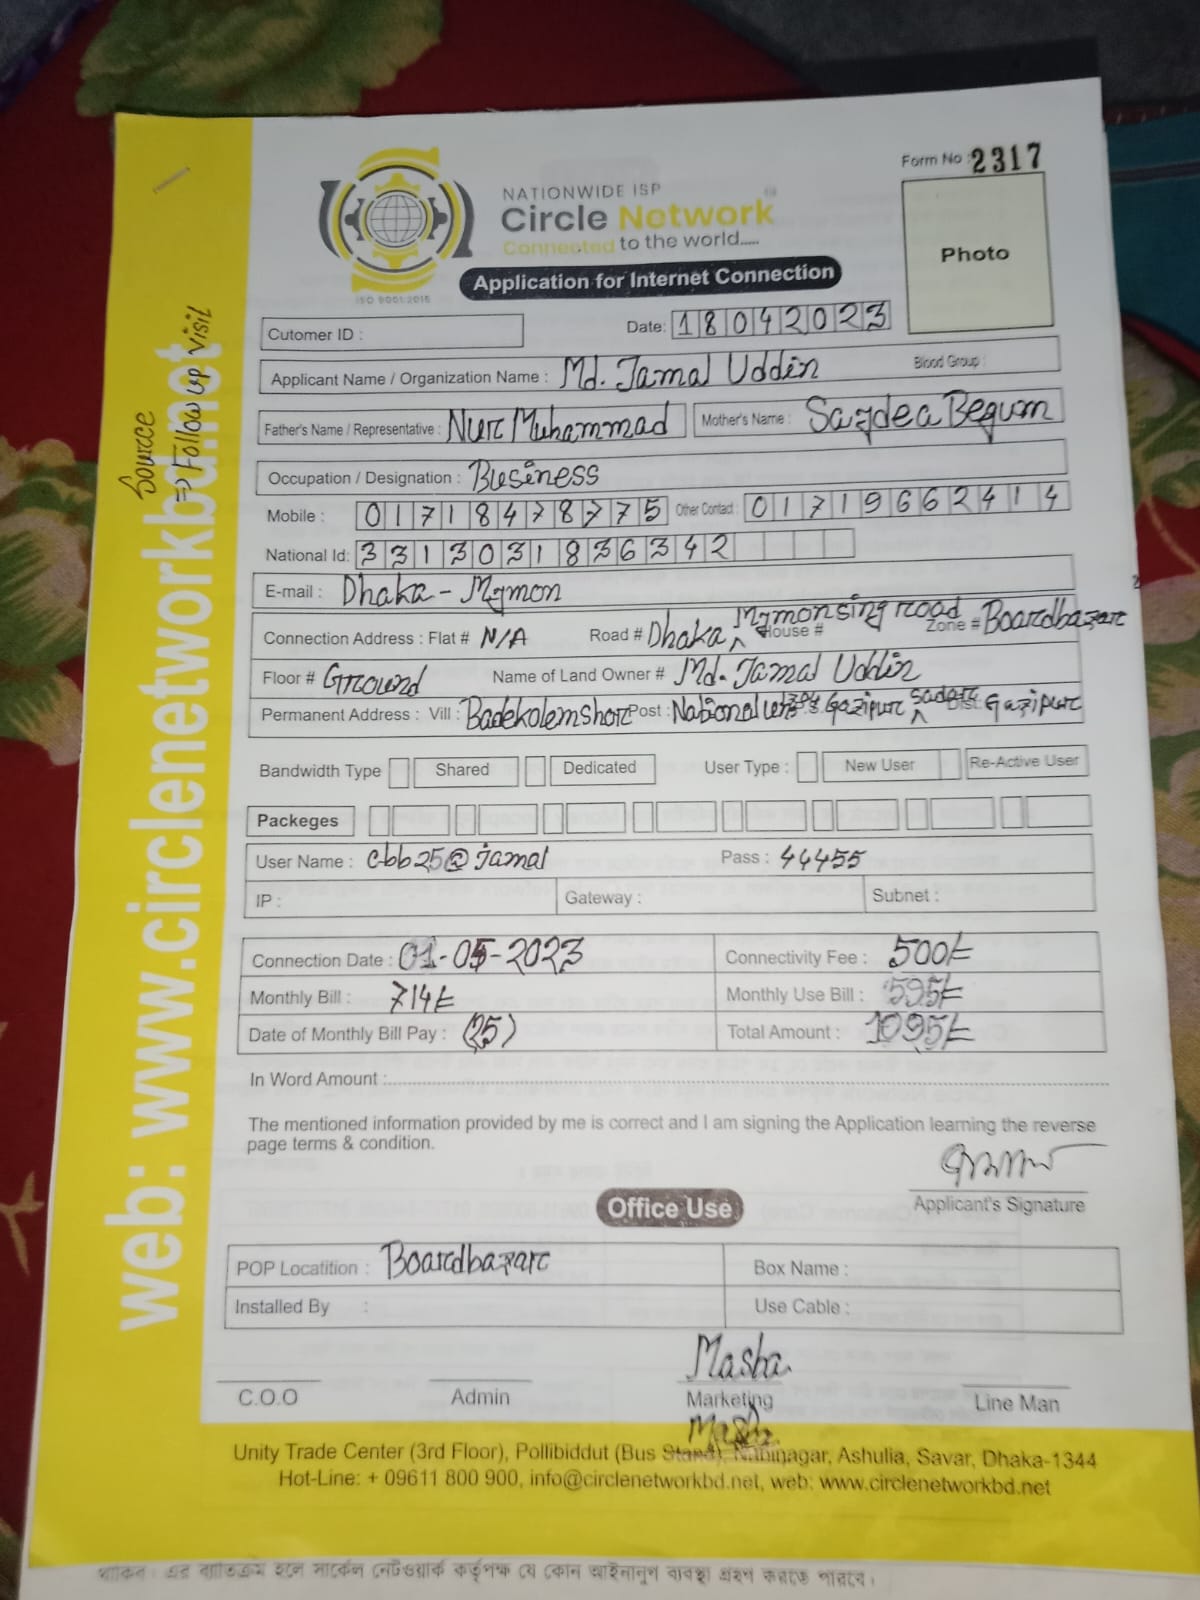 Form No : 2317
NATIONWIDE ISP
Circle Network
Connected to the world.....
ISO 9001:2015
Application for Internet Connection
Photo
Cutomer ID :
Date: 18042023
Applicant Name / Organization Name : Md. Jamal Uddin Blood Group :
Father's Name / Representative : Nur Muhammad Mother's Name : Sazdea Begum
Occupation / Designation : Business
Mobile : 01718478775 Other Contact : 01719662414
National Id: 3313031836342
E-mail : Dhaka - Mymon
Connection Address : Flat # N/A Road # Dhaka Mymonsing road House # Zone # Boardbazar
Floor # Ground Name of Land Owner # Md. Jamal Uddin
Permanent Address : Vill : Badekolemshor Post : National Gazipur sadar Dist: Gazipur
Bandwidth Type Shared Dedicated User Type : New User Re-Active User
Packeges
User Name : cbb25@jamal Pass : 44455
IP : Gateway : Subnet :
Connection Date : 01-05-2023 Connectivity Fee : 500/-
Monthly Bill : 714/- Monthly Use Bill : 595/-
Date of Monthly Bill Pay : (25) Total Amount : 1095/-
In Word Amount :
The mentioned information provided by me is correct and I am signing the Application learning the reverse
page terms & condition.
Applicant's Signature
Office Use
POP Locatition : Boardbazar Box Name :
Installed By : Use Cable :
Masha
C.O.O Admin Marketing Line Man
Masha
Unity Trade Center (3rd Floor), Pollibiddut (Bus Stand), Nabinagar, Ashulia, Savar, Dhaka-1344
Hot-Line: + 09611 800 900, info@circlenetworkbd.net, web: www.circlenetworkbd.net
web: www.circlenetworkbd.net
Source
⇒ Follow up visit
থাকিব। এর ব্যতিক্রম হলে সার্কেল নেটওয়ার্ক কর্তৃপক্ষ যে কোন আইনানুগ ব্যবস্থা গ্রহণ করতে পারবে।